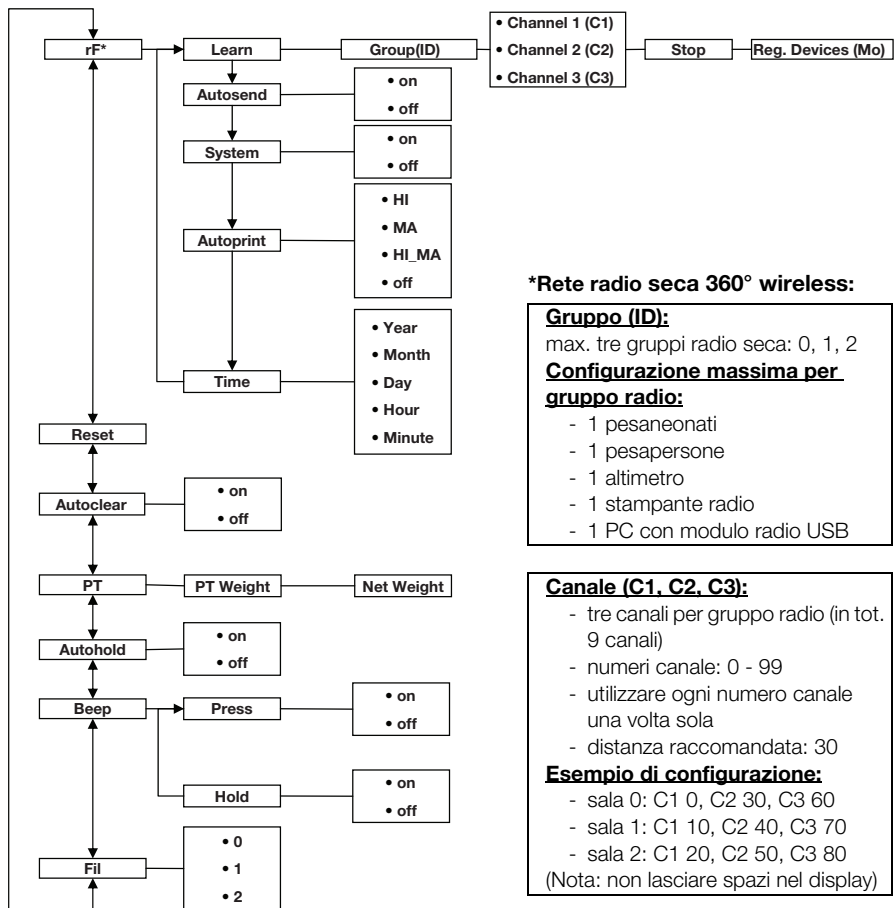 rF*
Learn
Group(ID)
• Channel 1 (C1)
• Channel 2 (C2)
• Channel 3 (C3)
Stop
Reg. Devices (Mo)
Autosend
• on
• off
System
• on
• off
Autoprint
• HI
• MA
• HI_MA
• off
Time
• Year
• Month
• Day
• Hour
• Minute
Reset
Autoclear
• on
• off
PT
PT Weight
Net Weight
Autohold
• on
• off
Beep
Press
• on
• off
Hold
• on
• off
Fil
• 0
• 1
• 2
*Rete radio seca 360° wireless:
Gruppo (ID):
max. tre gruppi radio seca: 0, 1, 2
Configurazione massima per
gruppo radio:
- 1 pesaneonati
- 1 pesapersone
- 1 altimetro
- 1 stampante radio
- 1 PC con modulo radio USB
Canale (C1, C2, C3):
- tre canali per gruppo radio (in tot.
9 canali)
- numeri canale: 0 - 99
- utilizzare ogni numero canale
una volta sola
- distanza raccomandata: 30
Esempio di configurazione:
- sala 0: C1 0, C2 30, C3 60
- sala 1: C1 10, C2 40, C3 70
- sala 2: C1 20, C2 50, C3 80
(Nota: non lasciare spazi nel display)